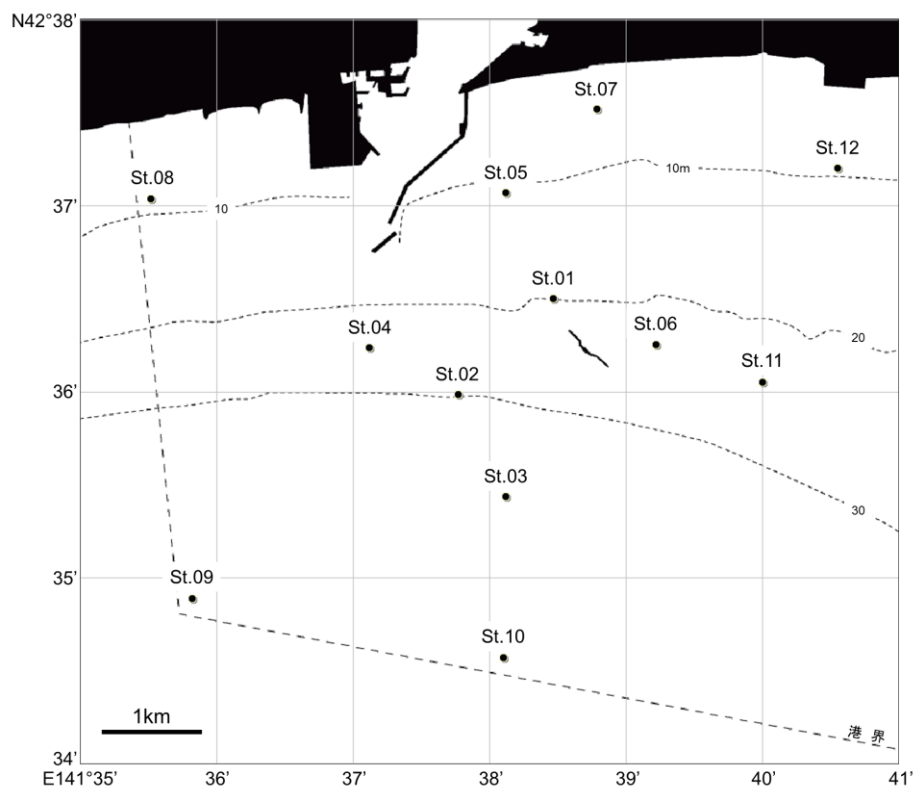 N42°38'
St.07
St.12
St.08
St.05
10m
37'
10
St.01
St.04
St.06
20
St.02
St.11
36'
St.03
30
St.09
35'
St.10
1km
港界
34'
E141°35' 36' 37' 38' 39' 40' 41'